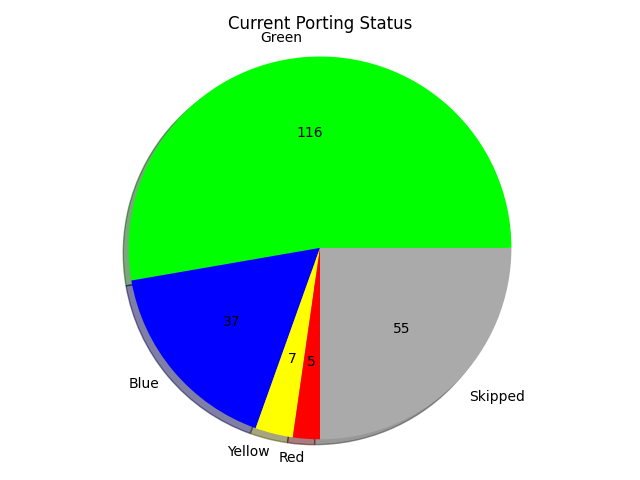 Current Porting Status
Green
116
37
7
5
55
Blue
Skipped
Yellow
Red